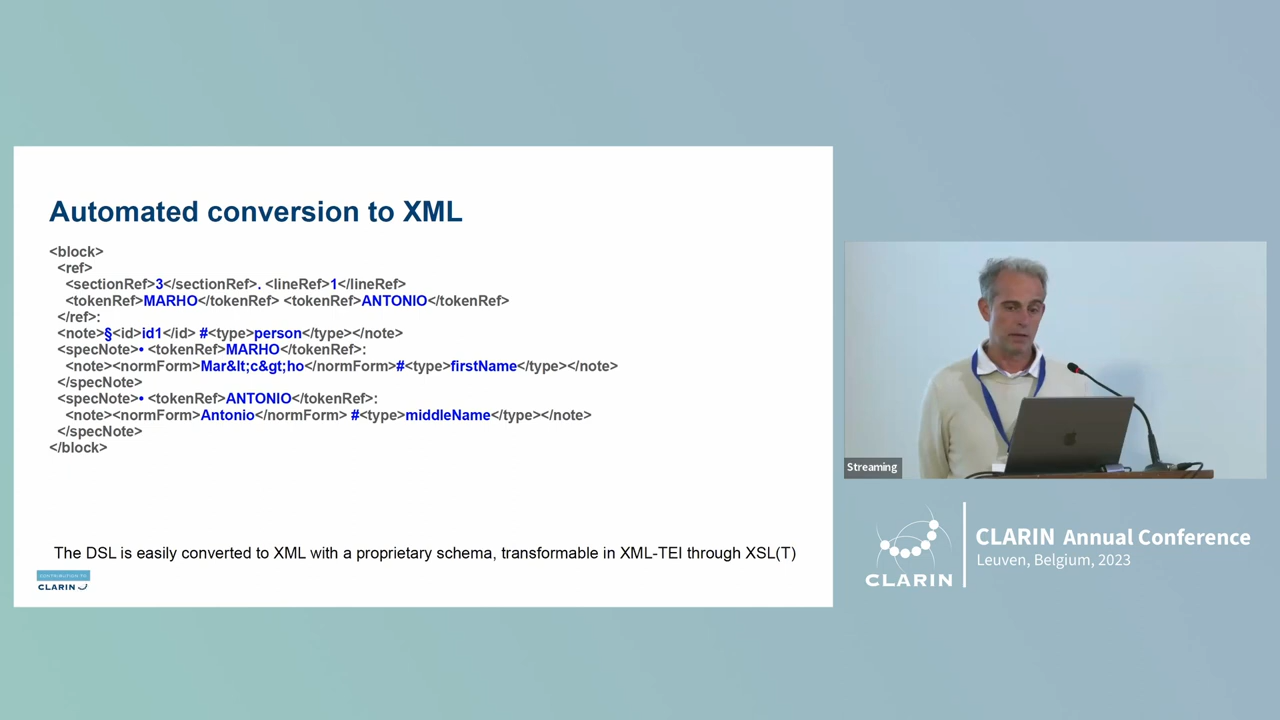 Automated conversion to XML
<block>
<ref>
<sectionRef>3</sectionRef>. <lineRef>1</lineRef>
<tokenRef>MARHO</tokenRef> <tokenRef>ANTONIO</tokenRef>
</ref>:
<note>§<id>id1</id> #<type>person</type></note>
<specNote>• <tokenRef>MARHO</tokenRef>:
<note><normForm>Mar&lt;c&gt;ho</normForm>#<type>firstName</type></note>
</specNote>
<specNote>• <tokenRef>ANTONIO</tokenRef>:
<note><normForm>Antonio</normForm> #<type>middleName</type></note>
</specNote>
</block>
The DSL is easily converted to XML with a proprietary schema, transformable in XML-TEI through XSL(T)
CLARIN
Streaming
CLARIN
CLARIN Annual Conference
Leuven, Belgium, 2023